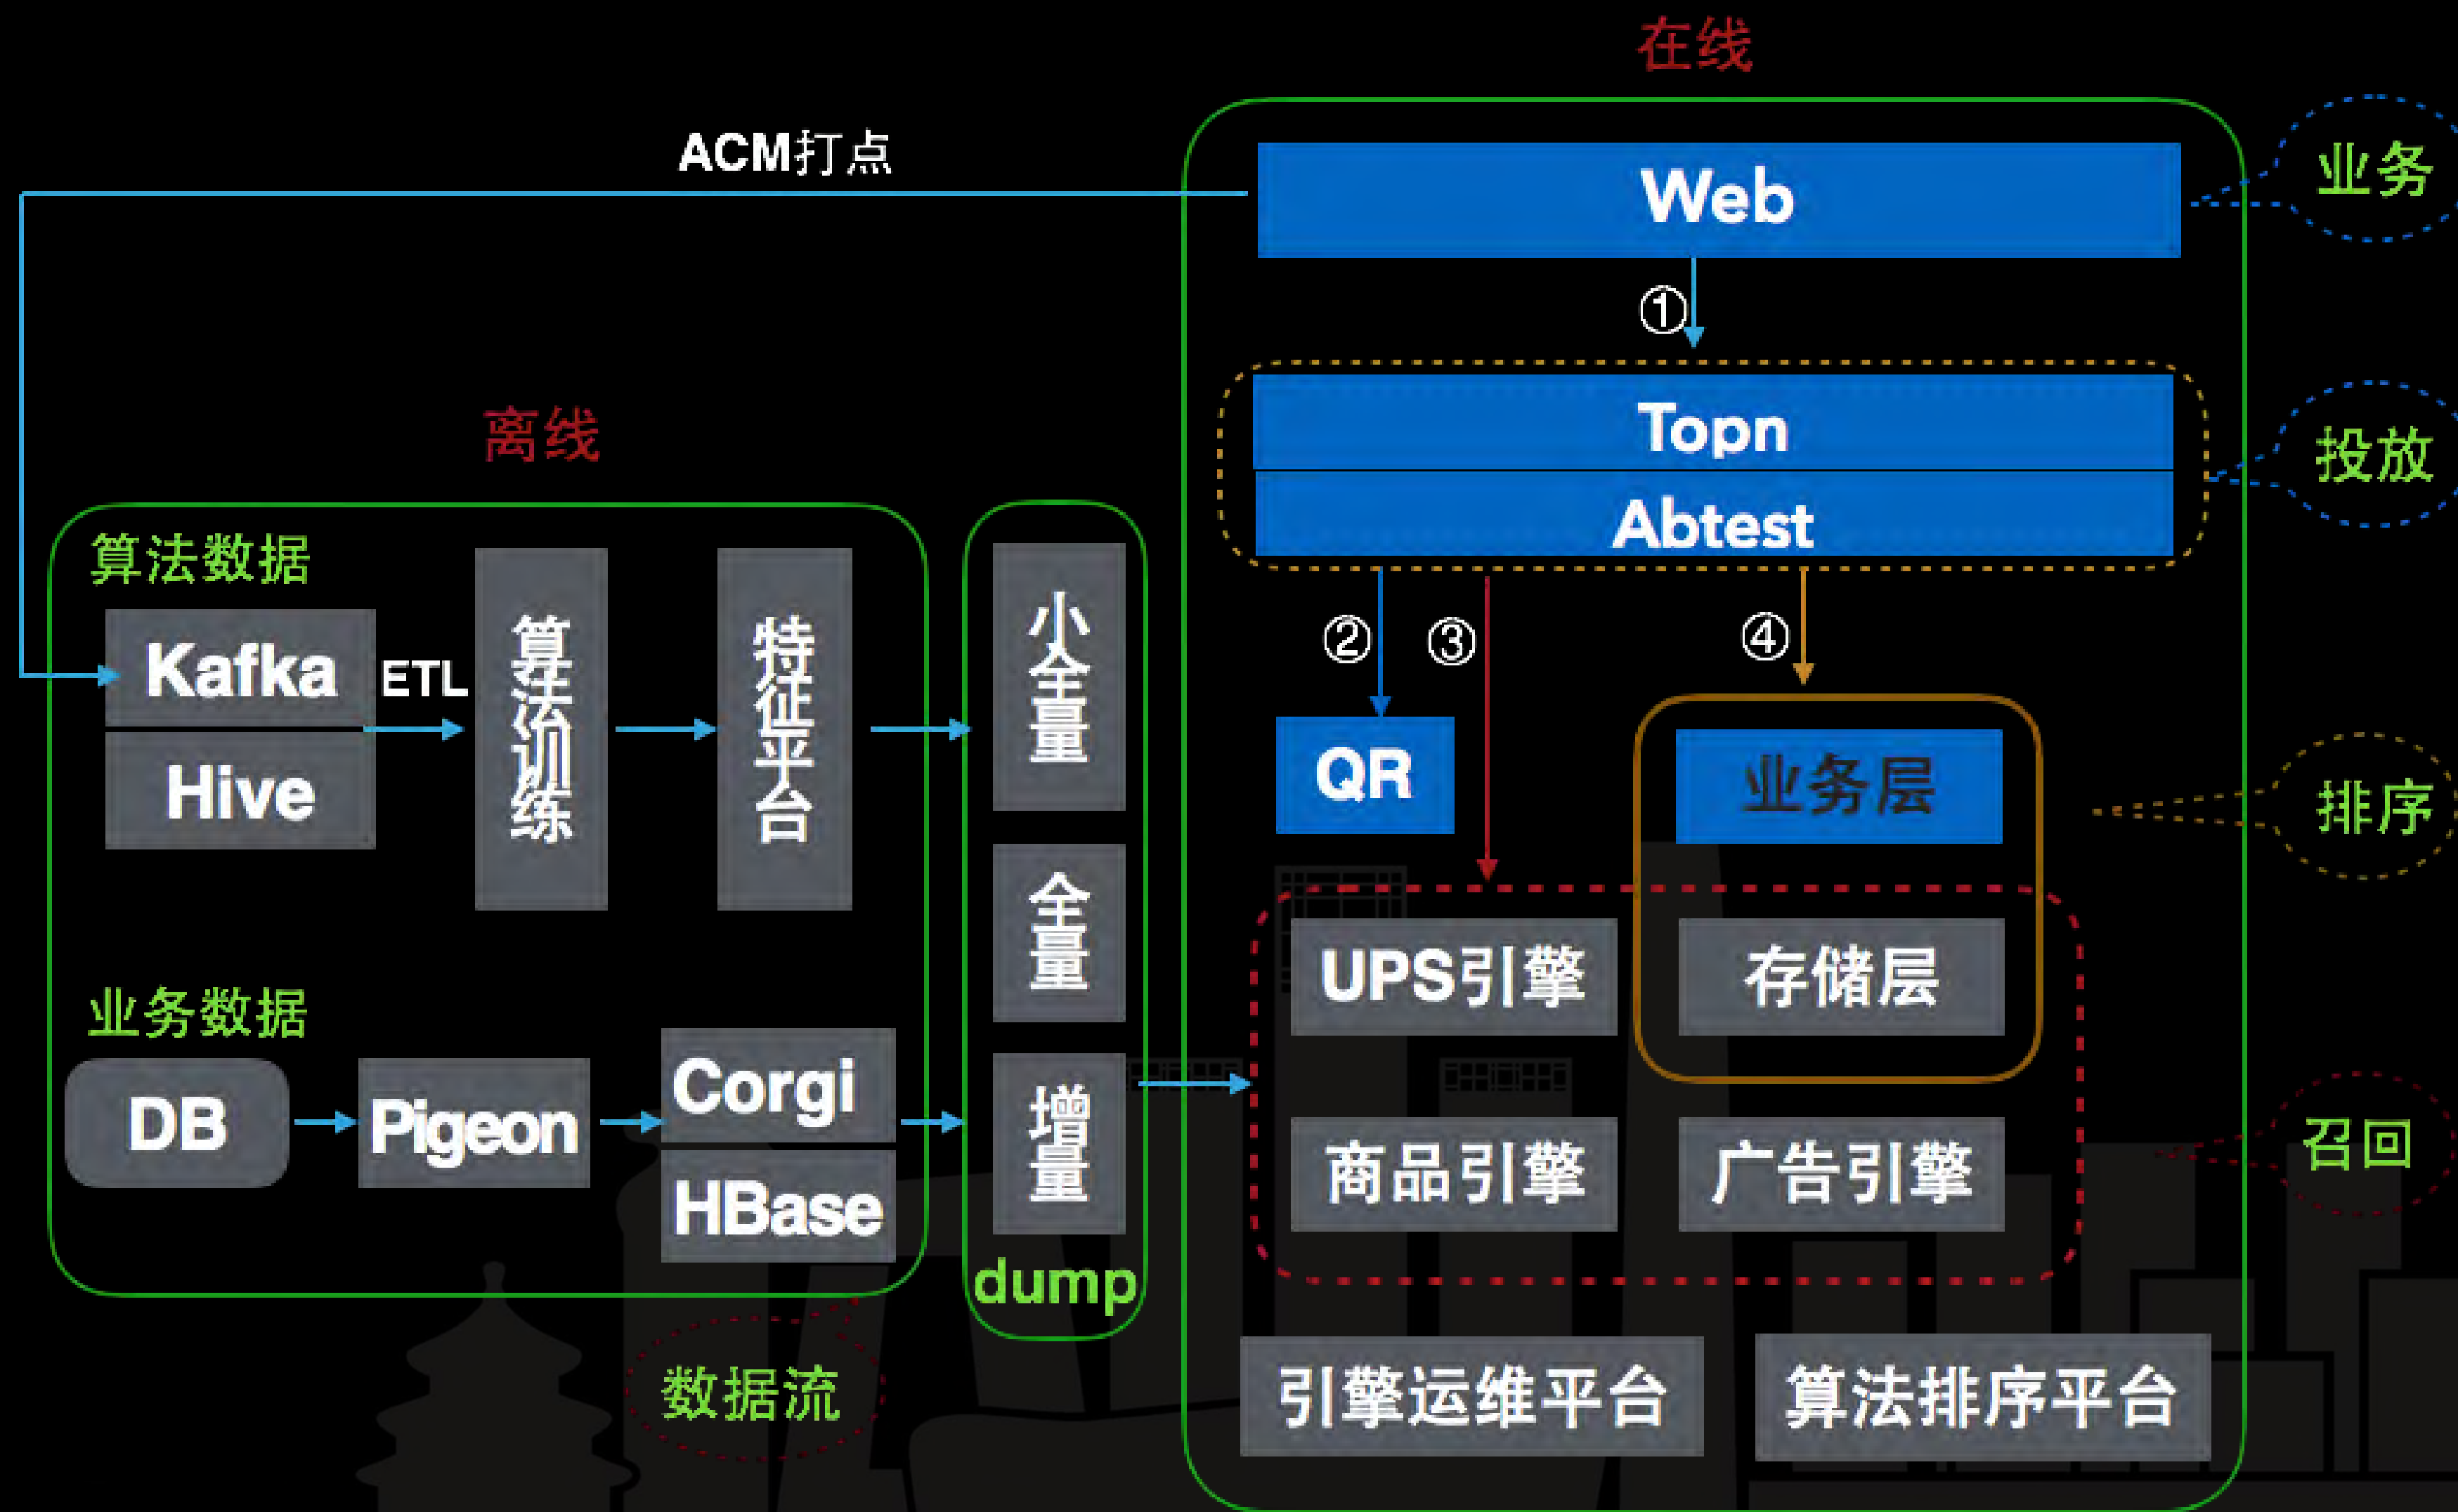 在线
ACM打点
Web
业务
①
Topn
Abtest
投放
离线
算法数据
Kafka
Hive
ETL
算法训练
特征平台
小全量
全量
增量
dump
业务数据
DB
Pigeon
Corgi
HBase
数据流
②
③
④
QR
业务层
排序
UPS引擎
存储层
商品引擎
广告引擎
召回
引擎运维平台
算法排序平台